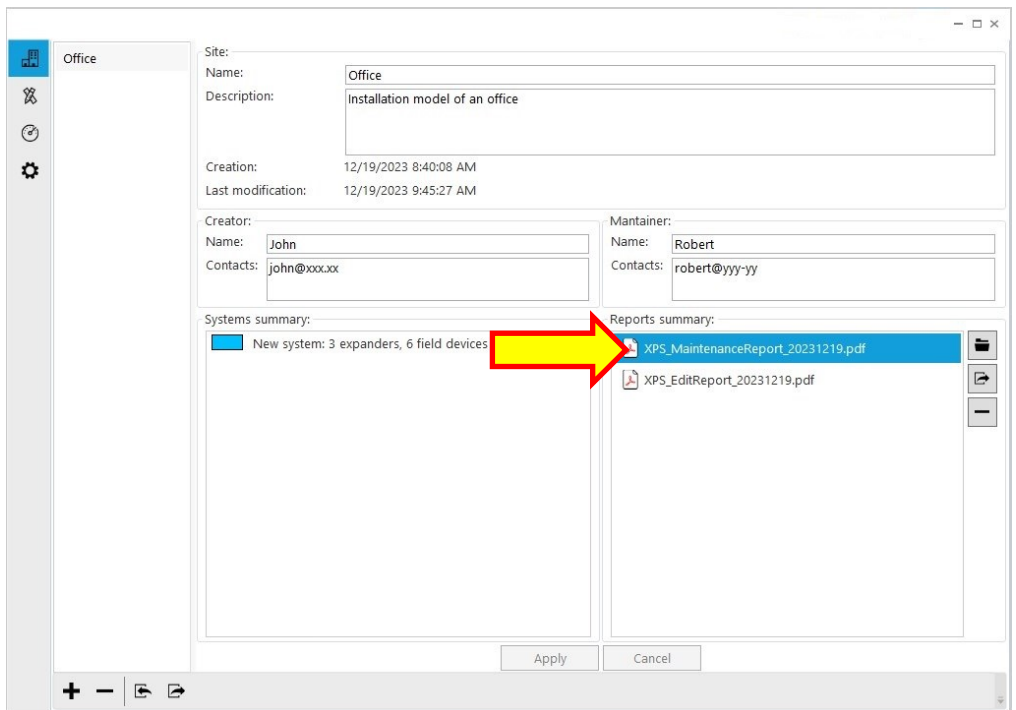 Office
Site:
Name:
Office
Description:
Installation model of an office
Creation:
12/19/2023 8:40:08 AM
Last modification:
12/19/2023 9:45:27 AM
Creator:
Name:
John
Contacts:
john@xxx.xx
Mantainer:
Name:
Robert
Contacts:
robert@yyy-yy
Systems summary:
New system: 3 expanders, 6 field devices
Reports summary:
XPS_MaintenanceReport_20231219.pdf
XPS_EditReport_20231219.pdf
Apply
Cancel